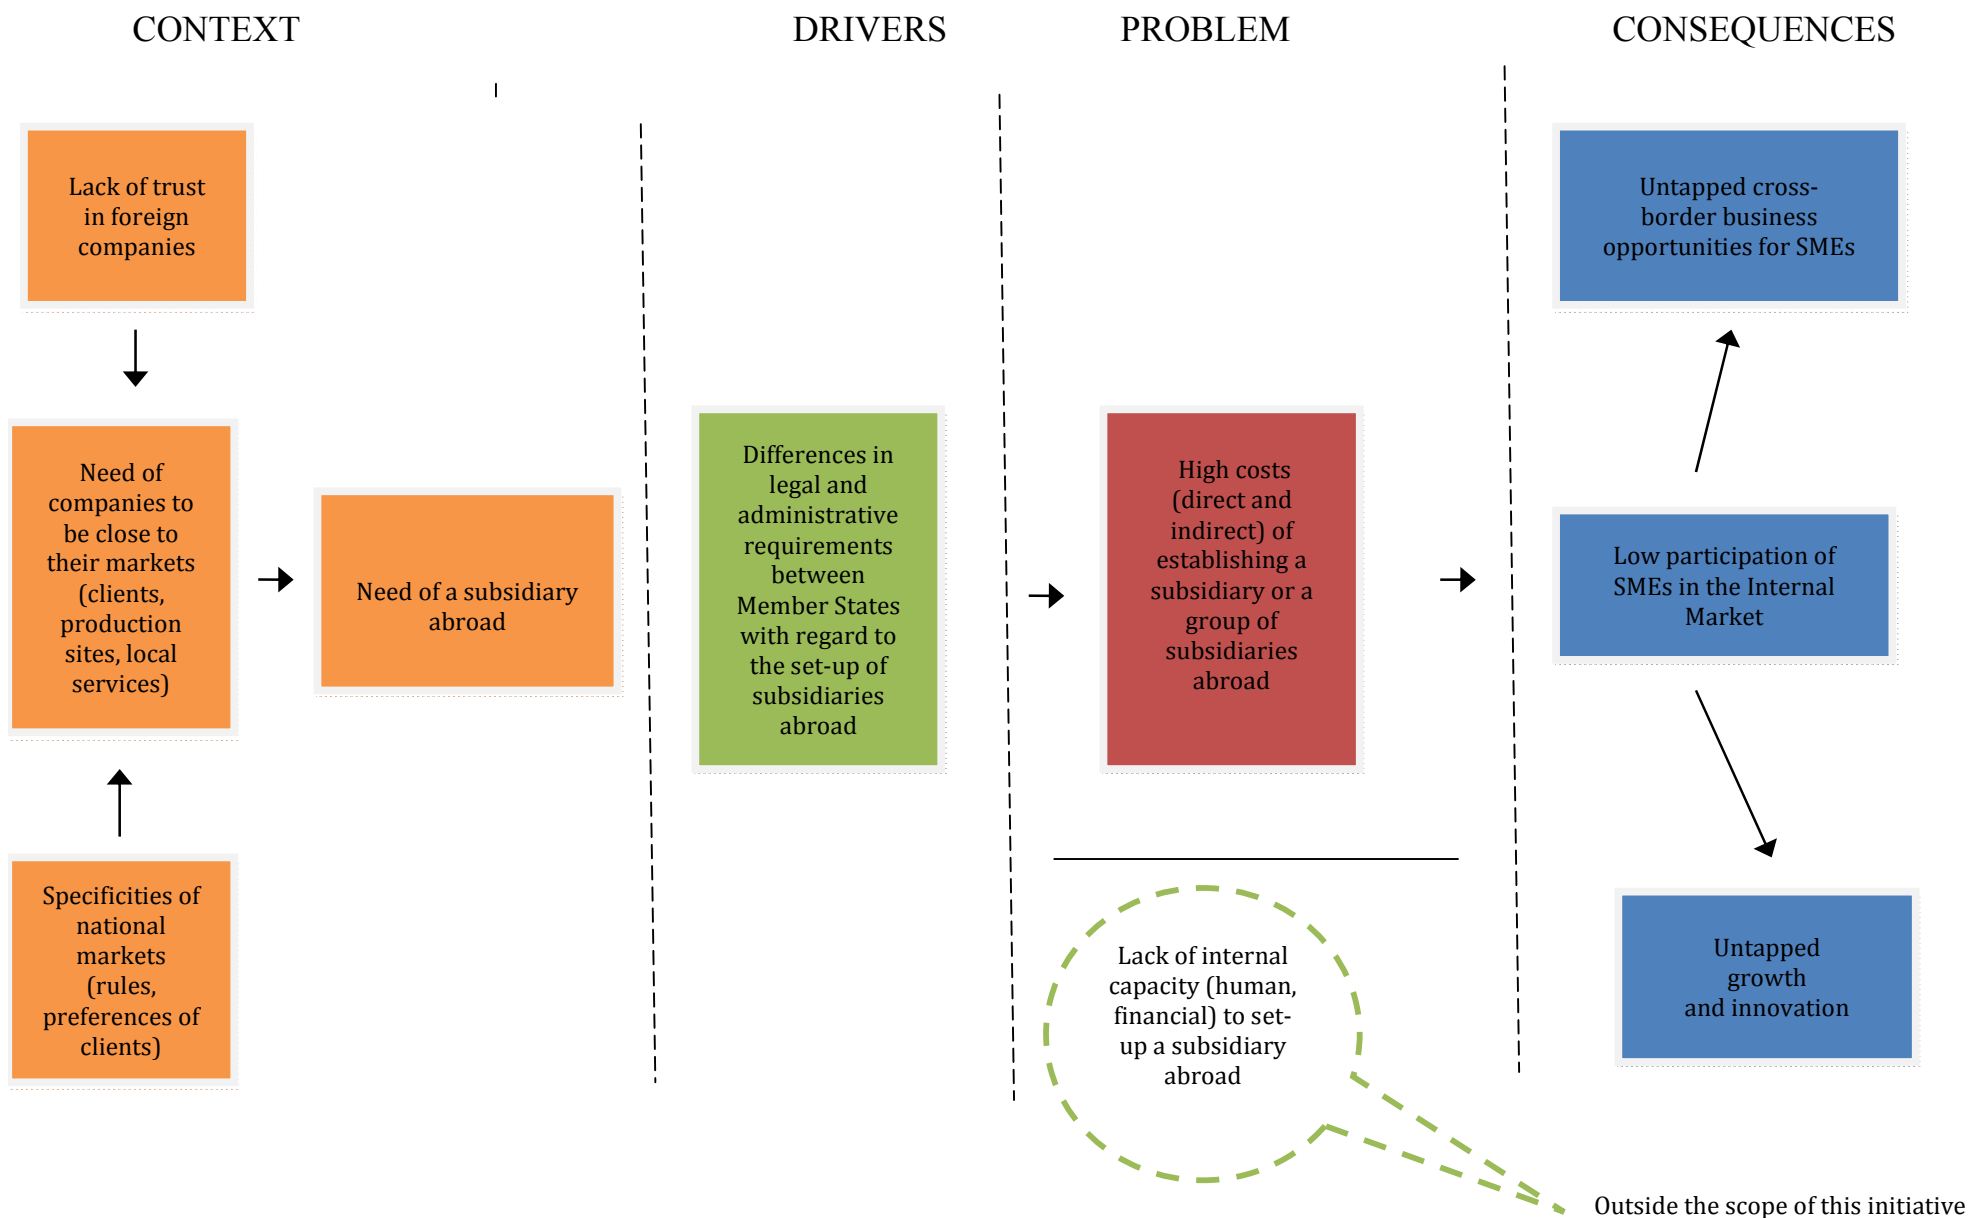 CONTEXT
DRIVERS
PROBLEM
CONSEQUENCES
Lack of trust
in foreign
companies
Need of
companies to
be close to
their markets
(clients,
production
sites, local
services)
Specificities of
national
markets
(rules,
preferences of
clients)
Need of a subsidiary
abroad
Differences in
legal and
administrative
requirements
between
Member States
with regard to
the set-up of
subsidiaries
abroad
High costs
(direct and
indirect) of
establishing a
subsidiary or a
group of
subsidiaries
abroad
Lack of internal
capacity (human,
financial) to set-
up a subsidiary
abroad
Untapped cross-
border business
opportunities for SMEs
Low participation of
SMEs in the Internal
Market
Untapped
growth
and innovation
Outside the scope of this initiative